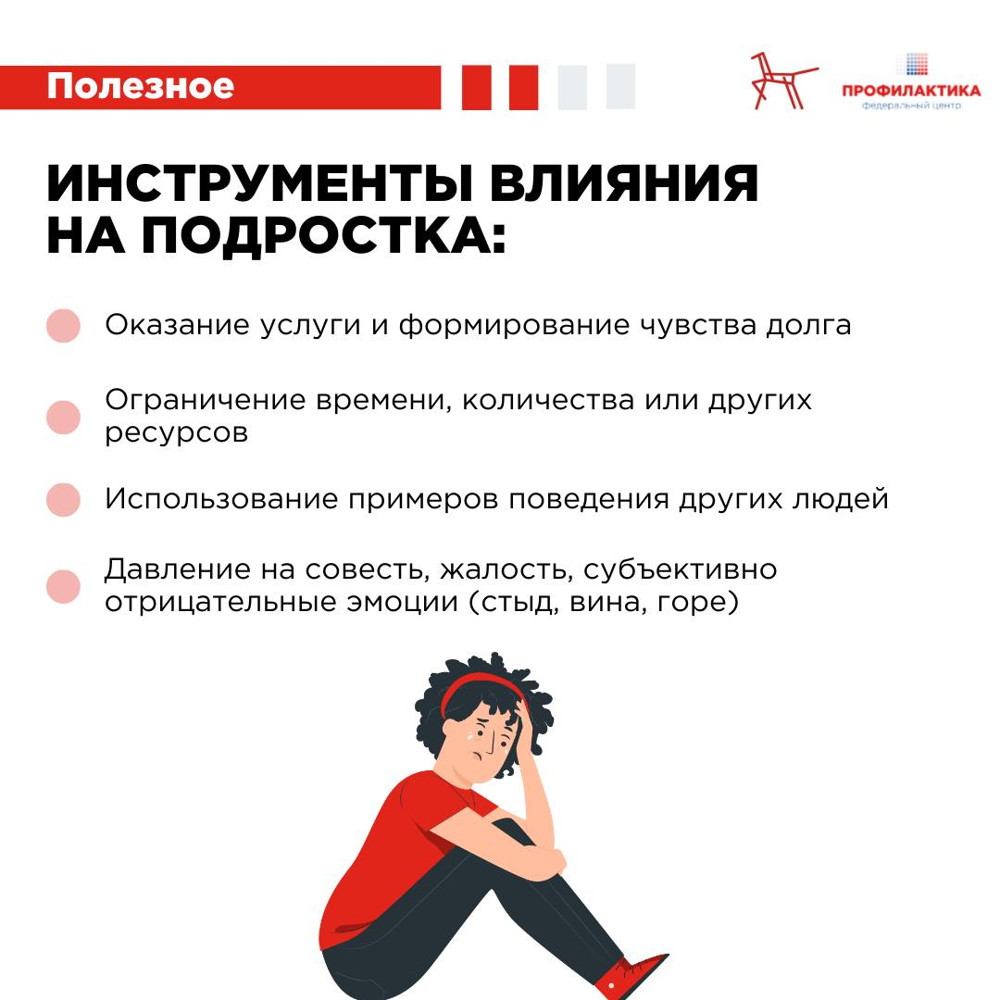 Полезное
ПРОФИЛАКТИКА
федеральный центр
ИНСТРУМЕНТЫ ВЛИЯНИЯ
НА ПОДРОСТКА:
Оказание услуги и формирование чувства долга
Ограничение времени, количества или других
ресурсов
Использование примеров поведения других людей
Давление на совесть, жалость, субъективно
отрицательные эмоции (стыд, вина, горе)